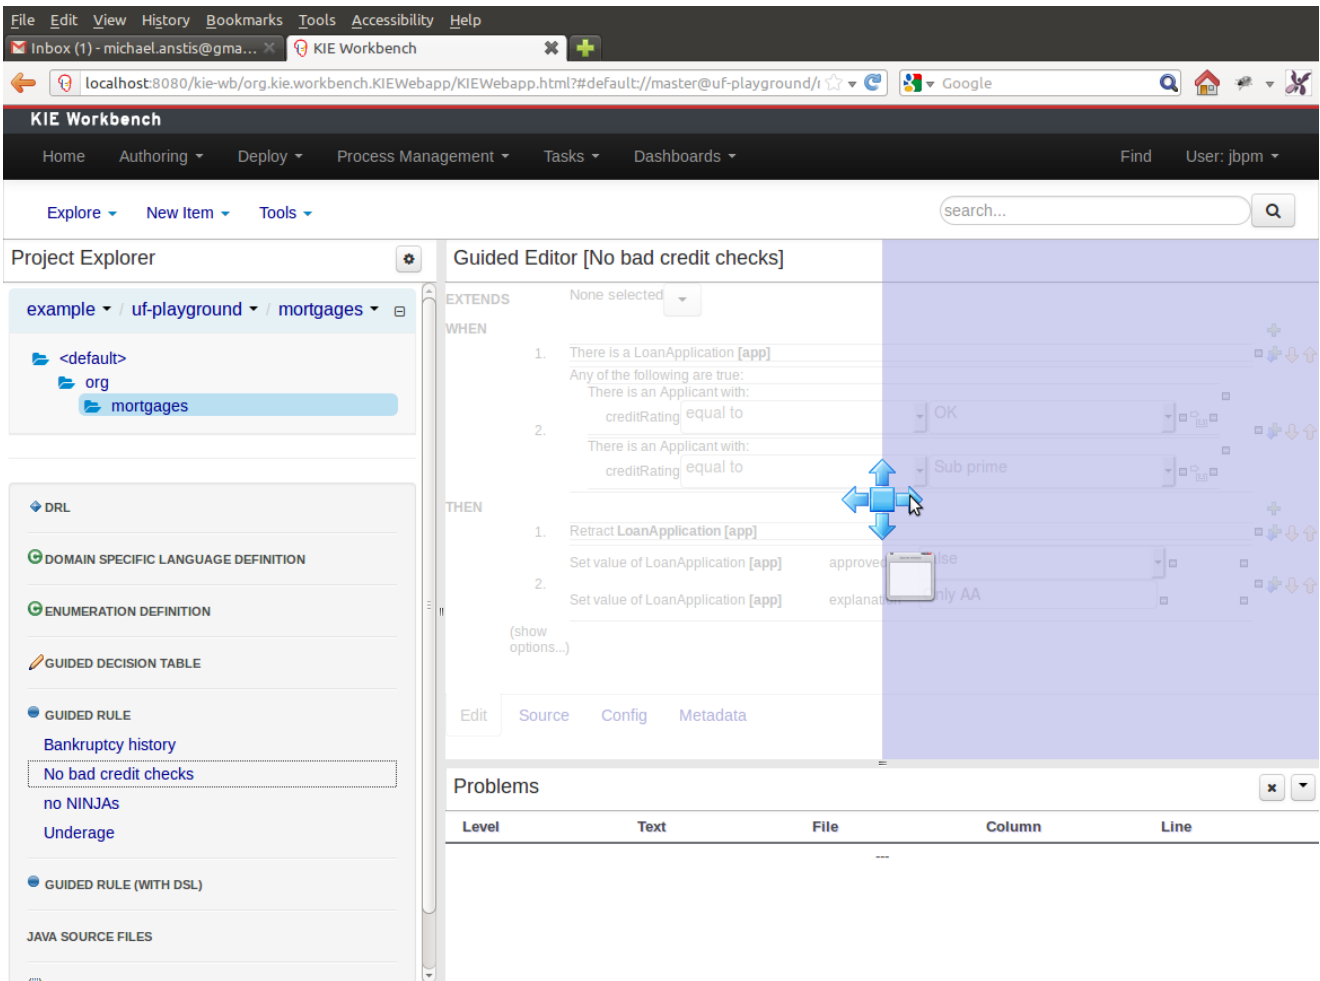 File Edit View History Bookmarks Tools Accessibility Help
Inbox (1) - michael.anstis@gma...
KIE Workbench
localhost:8080/kie-wb/org.kie.workbench.KIEWebapp/KIEWebapp.html?#default://master@uf-playground/
Google
KIE Workbench
Home Authoring Deploy Process Management Tasks Dashboards Find User: jbpm
Explore New Item Tools
search...
Project Explorer
example / uf-playground / mortgages
<default>
org
mortgages
DRL
DOMAIN SPECIFIC LANGUAGE DEFINITION
ENUMERATION DEFINITION
GUIDED DECISION TABLE
GUIDED RULE
Bankruptcy history
No bad credit checks
no NINJAs
Underage
GUIDED RULE (WITH DSL)
JAVA SOURCE FILES
Guided Editor [No bad credit checks]
EXTENDS None selected
WHEN
1. There is a LoanApplication [app]
Any of the following are true:
There is an Applicant with:
creditRating equal to OK
2.
There is an Applicant with:
creditRating equal to Sub prime
THEN
1. Retract LoanApplication [app]
Set value of LoanApplication [app] approved
2.
Set value of LoanApplication [app] AA
(show
options...)
Edit Source Config Metadata
Problems
Level Text File Column Line
---